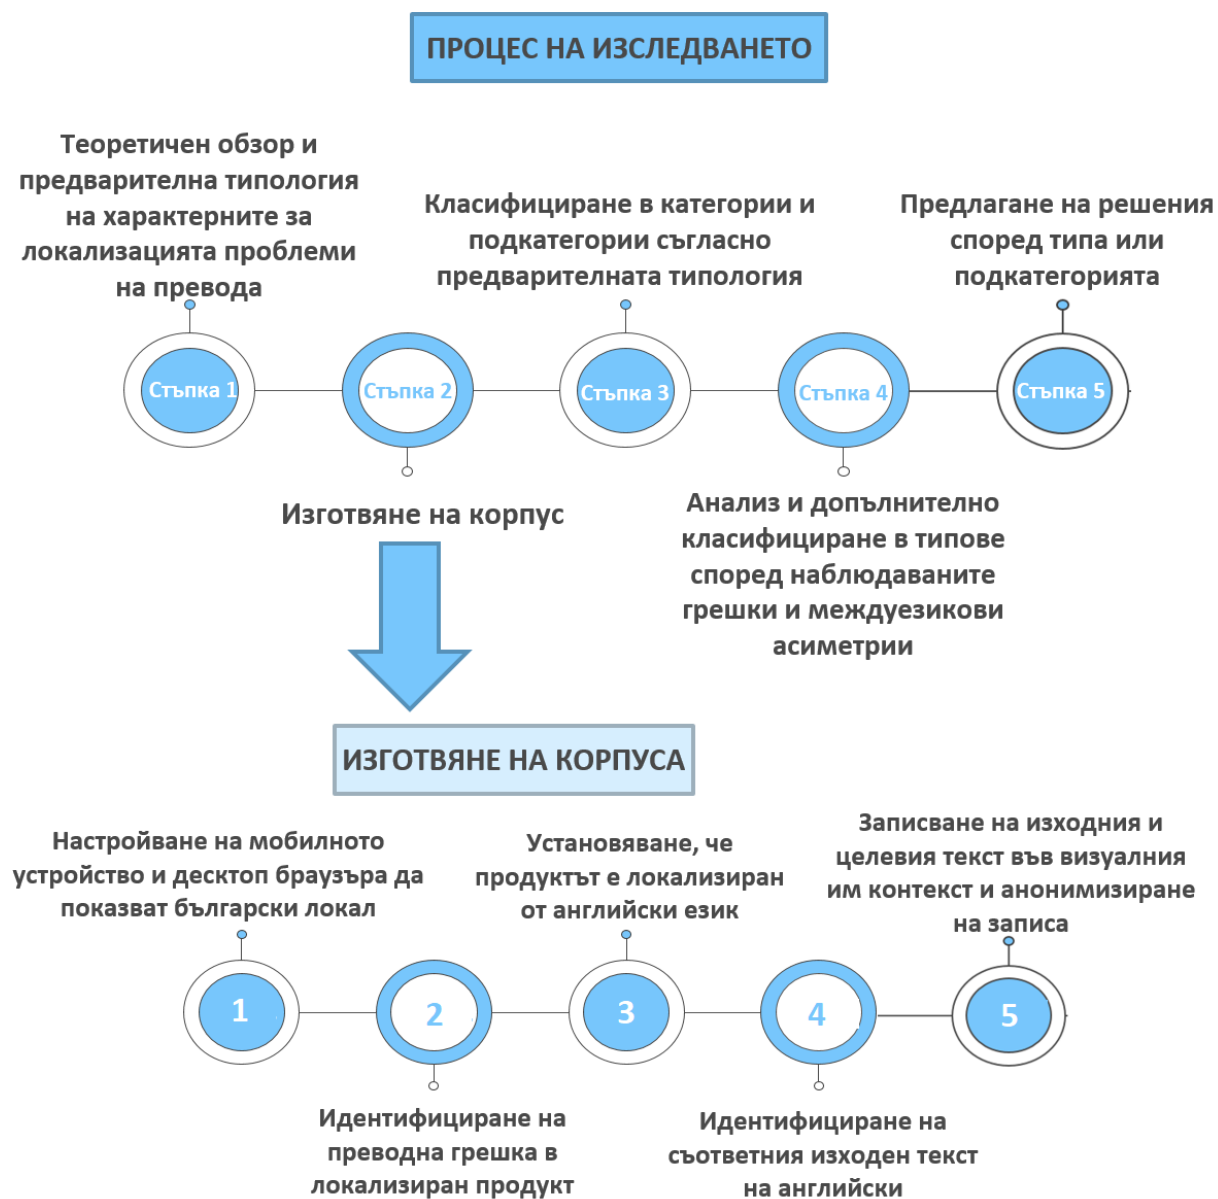 ПРОЦЕС НА ИЗСЛЕДВАНЕТО
Теоретичен обзор и
предварителна типология
на характерните за
локализацията проблеми
на превода
Класифициране в категории и
подкатегории съгласно
предварителната типология
Предлагане на решения
според типа или
подкатегорията
Стъпка 1
Стъпка 2
Стъпка 3
Стъпка 4
Стъпка 5
Изготвяне на корпус
Анализ и допълнително
класифициране в типове
според наблюдаваните
грешки и междуезикови
асиметрии
ИЗГОТВЯНЕ НА КОРПУСА
Настройване на мобилното
устройство и десктоп браузъра да
показват български локал
Установяване, че
продуктът е локализиран
от английски език
Записване на изходния и
целевия текст във визуалния
им контекст и анонимизиране
на записа
1
2
3
4
5
Идентифициране на
преводна грешка в
локализиран продукт
Идентифициране на
съответния изходен текст
на английски